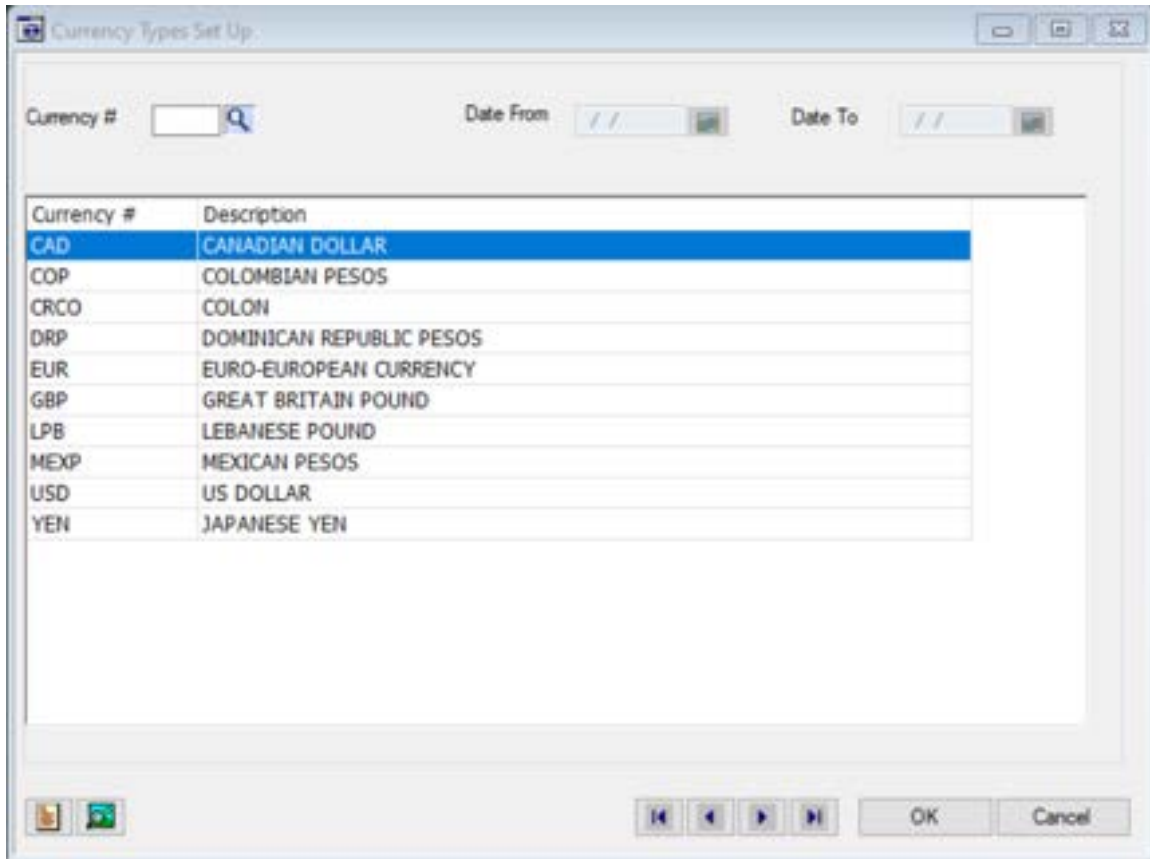 Currency Types Set Up
Currency # Date From / / Date To / /
Currency # Description
CAD CANADIAN DOLLAR
COP COLOMBIAN PESOS
CRCO COLON
DRP DOMINICAN REPUBLIC PESOS
EUR EURO-EUROPEAN CURRENCY
GBP GREAT BRITAIN POUND
LPB LEBANESE POUND
MEXP MEXICAN PESOS
USD US DOLLAR
YEN JAPANESE YEN
OK Cancel